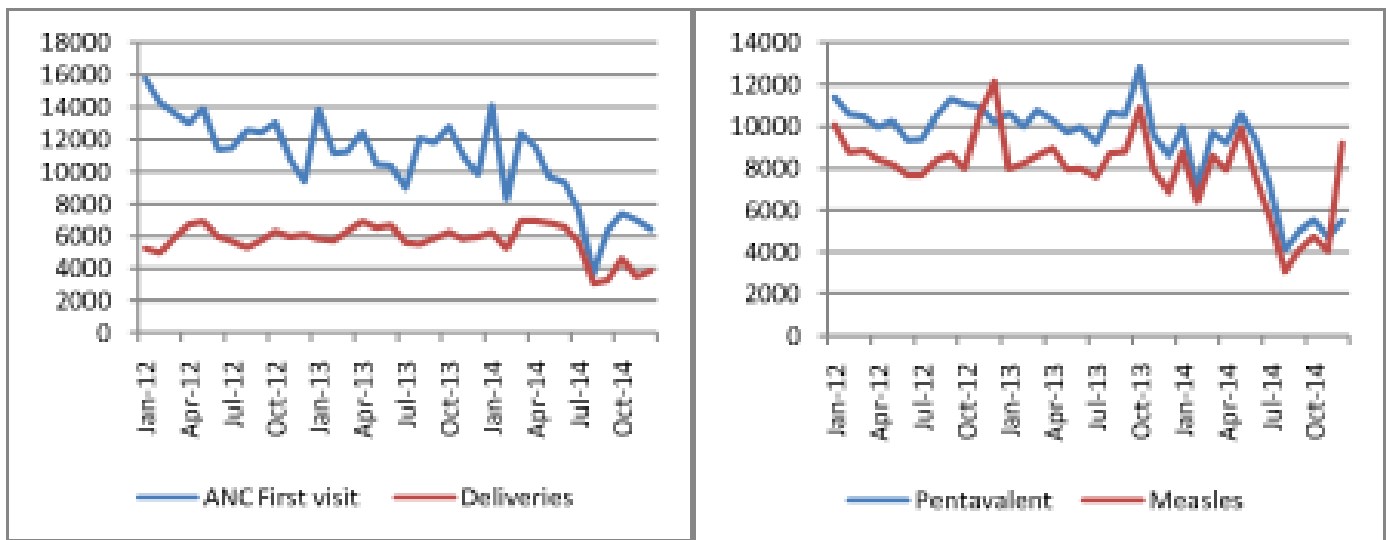 18000
16000
14000
12000
10000
8000
6000
4000
2000
0
Jan-12
Apr-12
Jul-12
Oct-12
Jan-13
Apr-13
Jul-13
Oct-13
Jan-14
Apr-14
Jul-14
Oct-14
ANC First visit
Deliveries
14000
12000
10000
8000
6000
4000
2000
0
Jan-12
Apr-12
Jul-12
Oct-12
Jan-13
Apr-13
Jul-13
Oct-13
Jan-14
Apr-14
Jul-14
Oct-14
Pentavalent
Measles